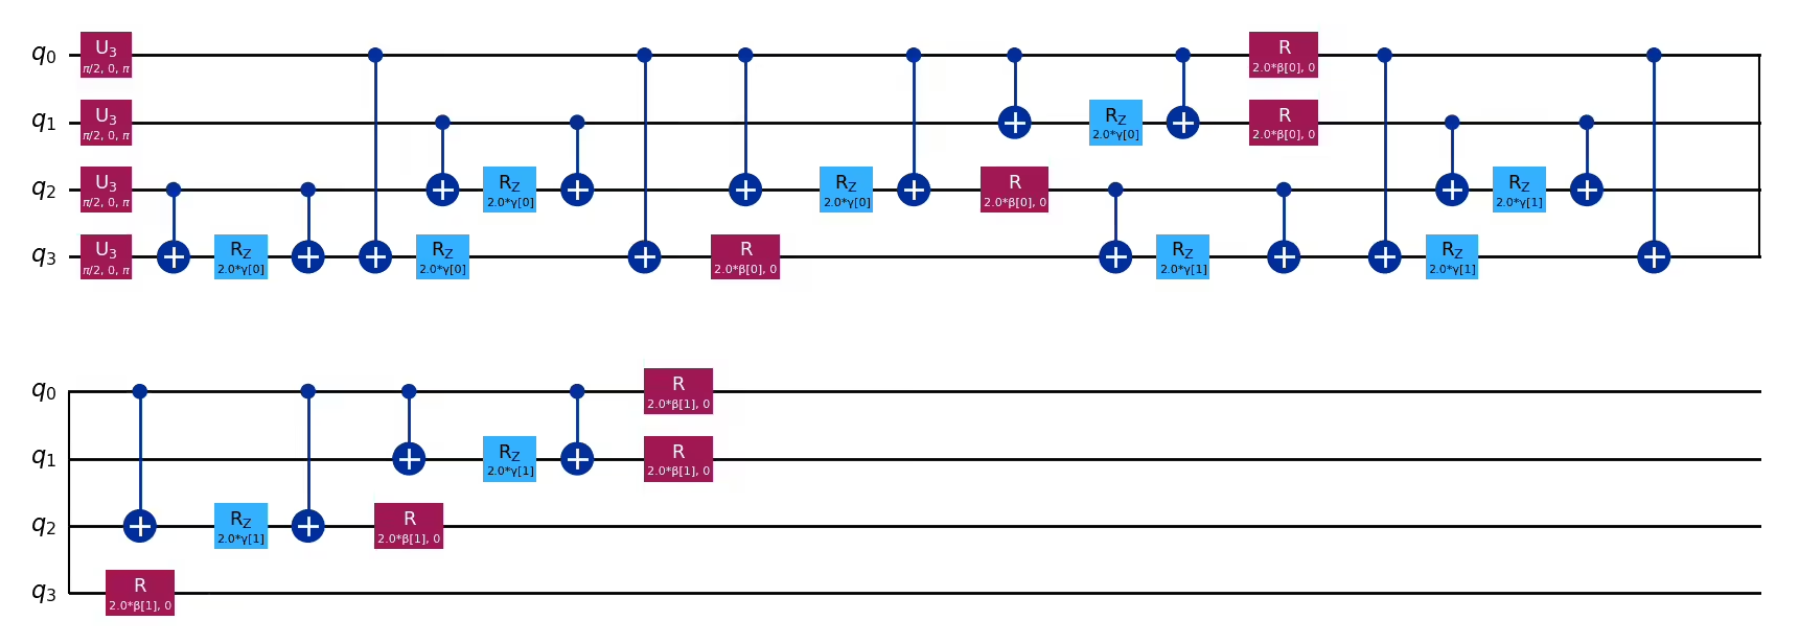 q0 U3 π/2, 0, π RZ 2.0*γ[0] R 2.0*β[0], 0
q1 U3 π/2, 0, π RZ 2.0*γ[0] R 2.0*β[0], 0
q2 U3 π/2, 0, π RZ 2.0*γ[0] RZ 2.0*γ[0] R 2.0*β[0], 0 RZ 2.0*γ[1]
q3 U3 π/2, 0, π RZ 2.0*γ[0] RZ 2.0*γ[0] R 2.0*β[0], 0 RZ 2.0*γ[1] RZ 2.0*γ[1]
q0 R 2.0*β[1], 0
q1 RZ 2.0*γ[1] R 2.0*β[1], 0
q2 RZ 2.0*γ[1] R 2.0*β[1], 0
q3 R 2.0*β[1], 0